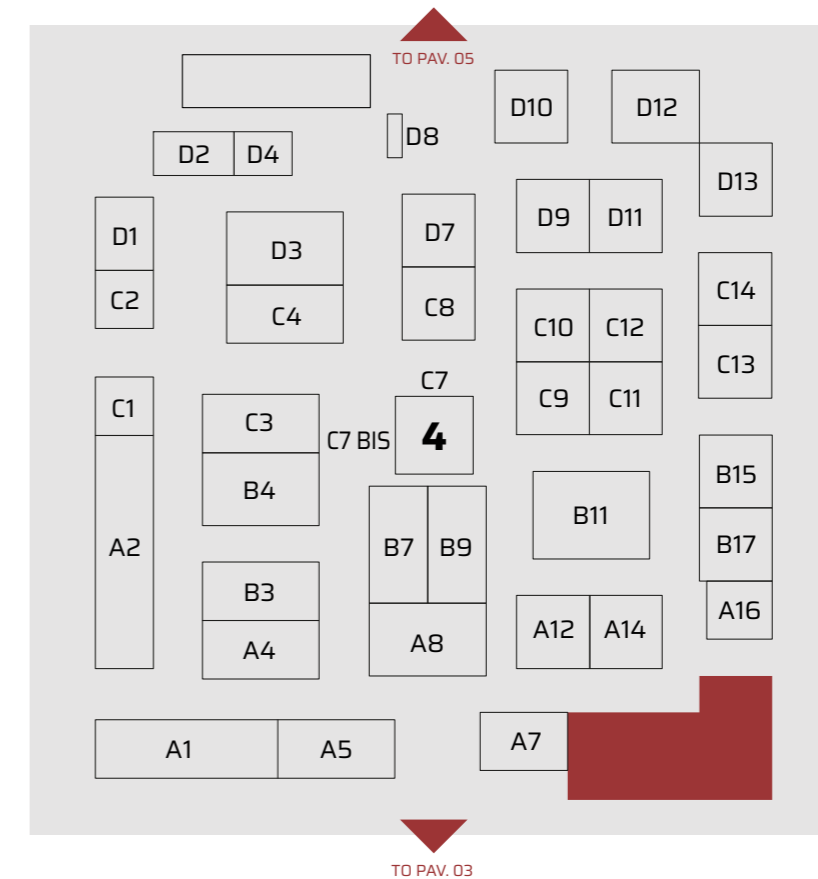 TO PAV. 05
D10
D12
D8
D2
D4
D13
D9
D11
D1
D3
D7
C14
C2
C4
C8
C10
C12
C13
C7
C1
C3
C7 BIS
4
C9
C11
B4
B15
B11
A2
B7
B9
B17
B3
A16
A4
A8
A12
A14
A1
A5
A7
TO PAV. 03